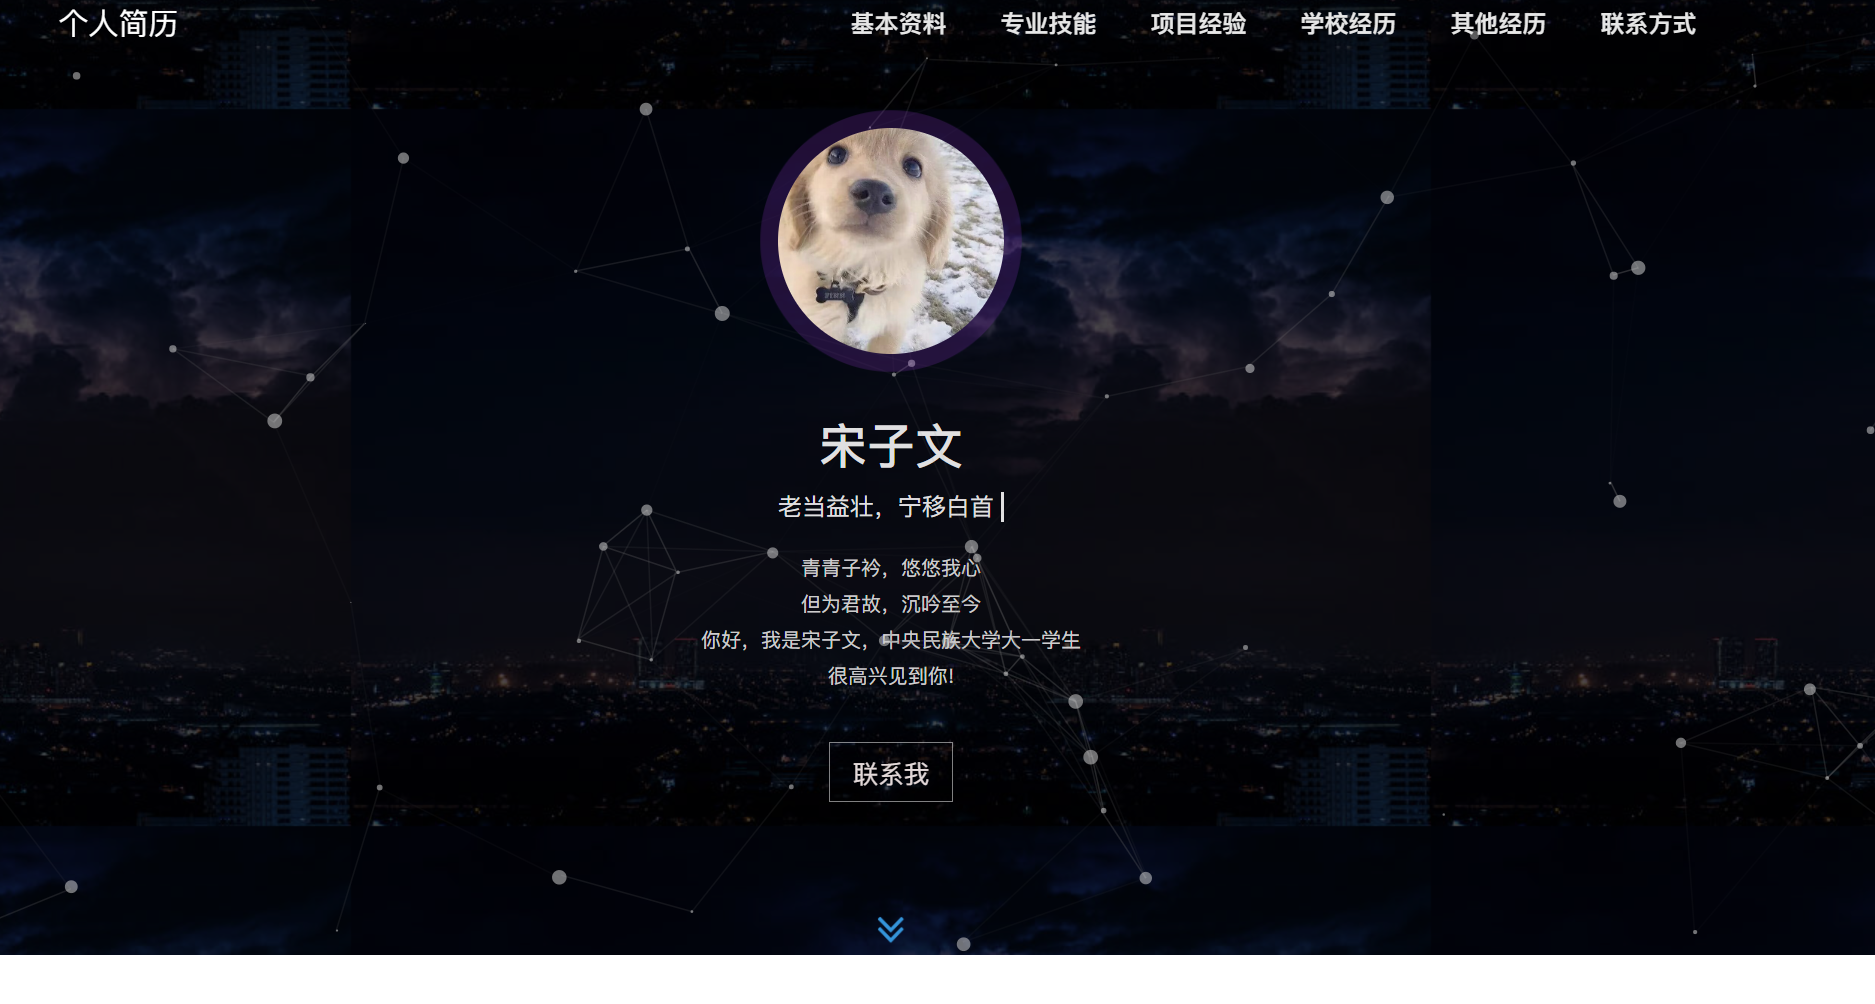 个人简历
基本资料 专业技能 项目经验 学校经历 其他经历 联系方式
宋子文
老当益壮，宁移白首
青青子衿，悠悠我心
但为君故，沉吟至今
你好，我是宋子文，中央民族大学大一学生
很高兴见到你!
联系我